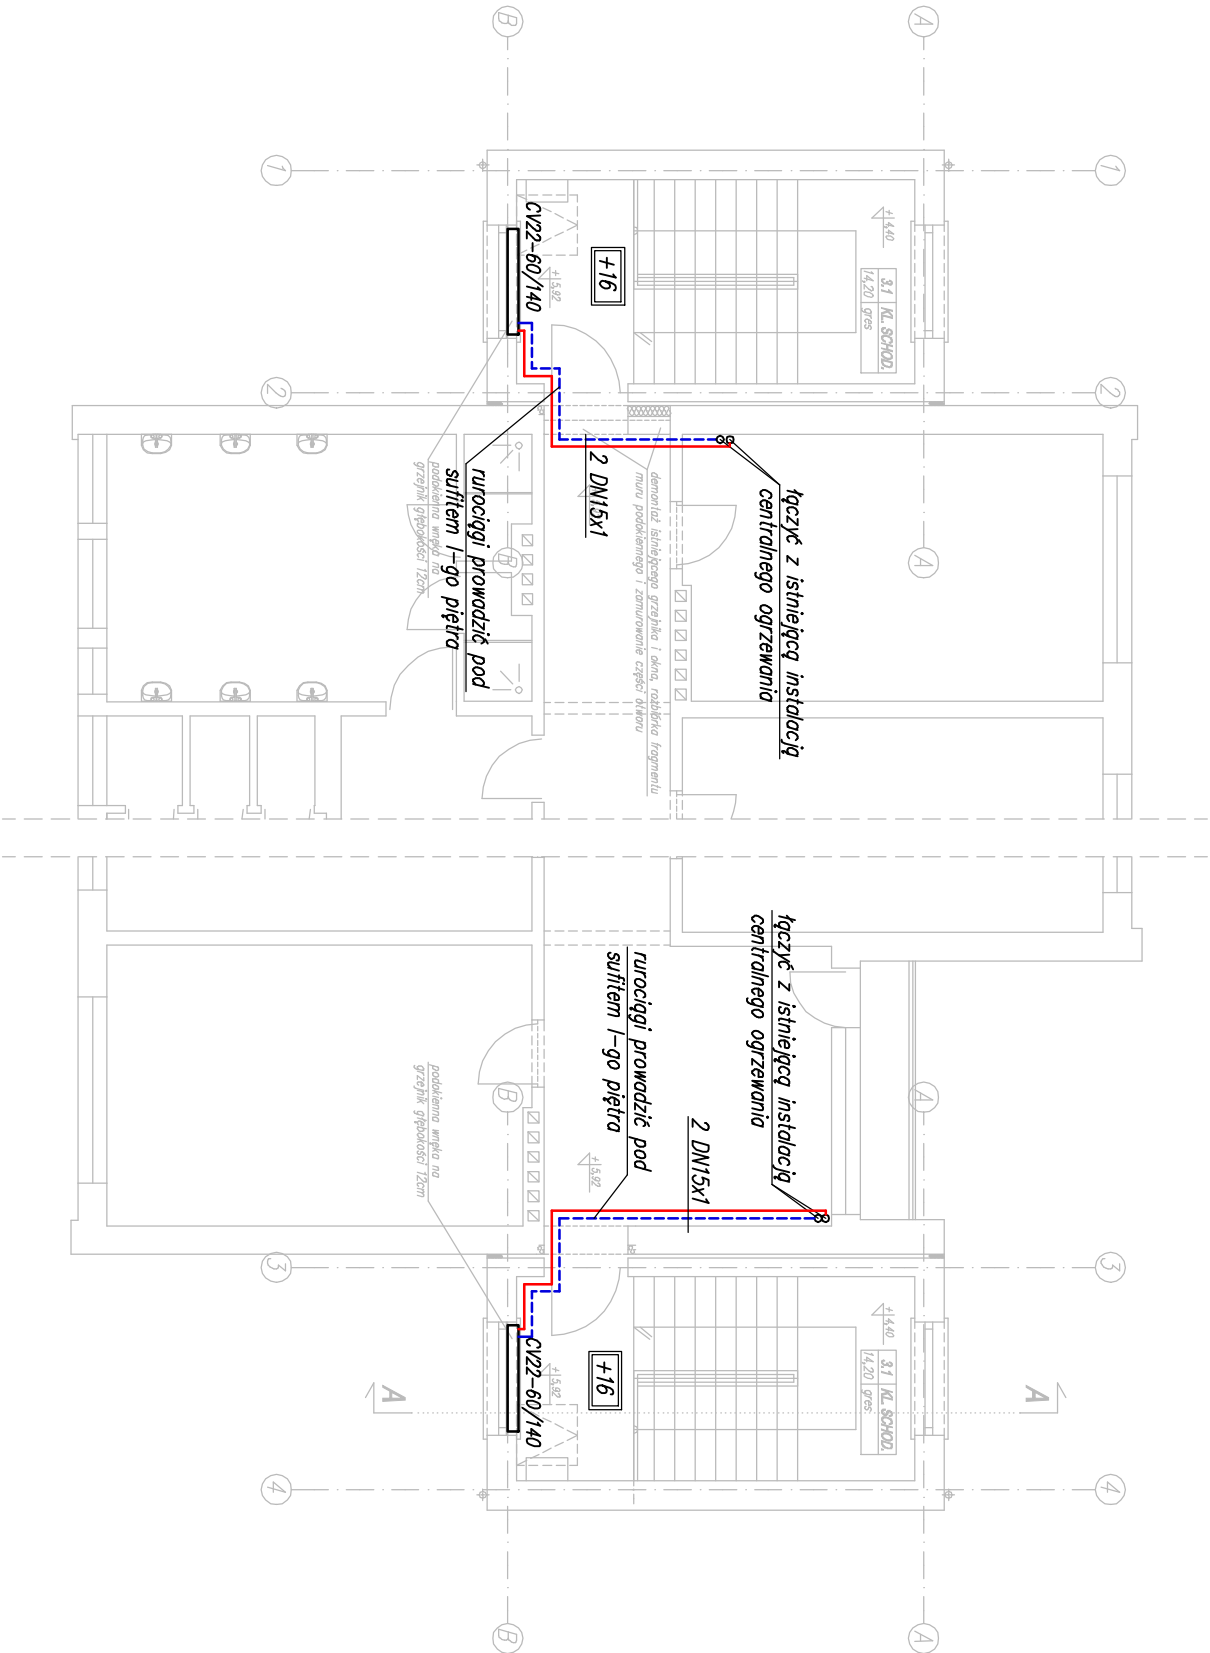 B
A
1
1
+4,40
3.1 KL. SCHOD.
14,20 gres
+16
CV22-60/140
+5,92
2
2
łączyć z istniejącą instalacją
centralnego ogrzewania
2 DN15x1
demontaż istniejącego grzejnika i okna, rozbiórka fragmentu
muru podokiennego i zamurowanie części otworu
rurociągi prowadzić pod
sufitem I-go piętra
podokienna wnęka na
grzejnik głębokości 12cm
B
A
łączyć z istniejącą instalacją
centralnego ogrzewania
rurociągi prowadzić pod
sufitem I-go piętra
2 DN15x1
podokienna wnęka na
grzejnik głębokości 12cm
B
A
+5,92
3
3
+4,40
3.1 KL. SCHOD.
14,20 gres
+16
CV22-60/140
+5,92
A
A
4
4
B
A